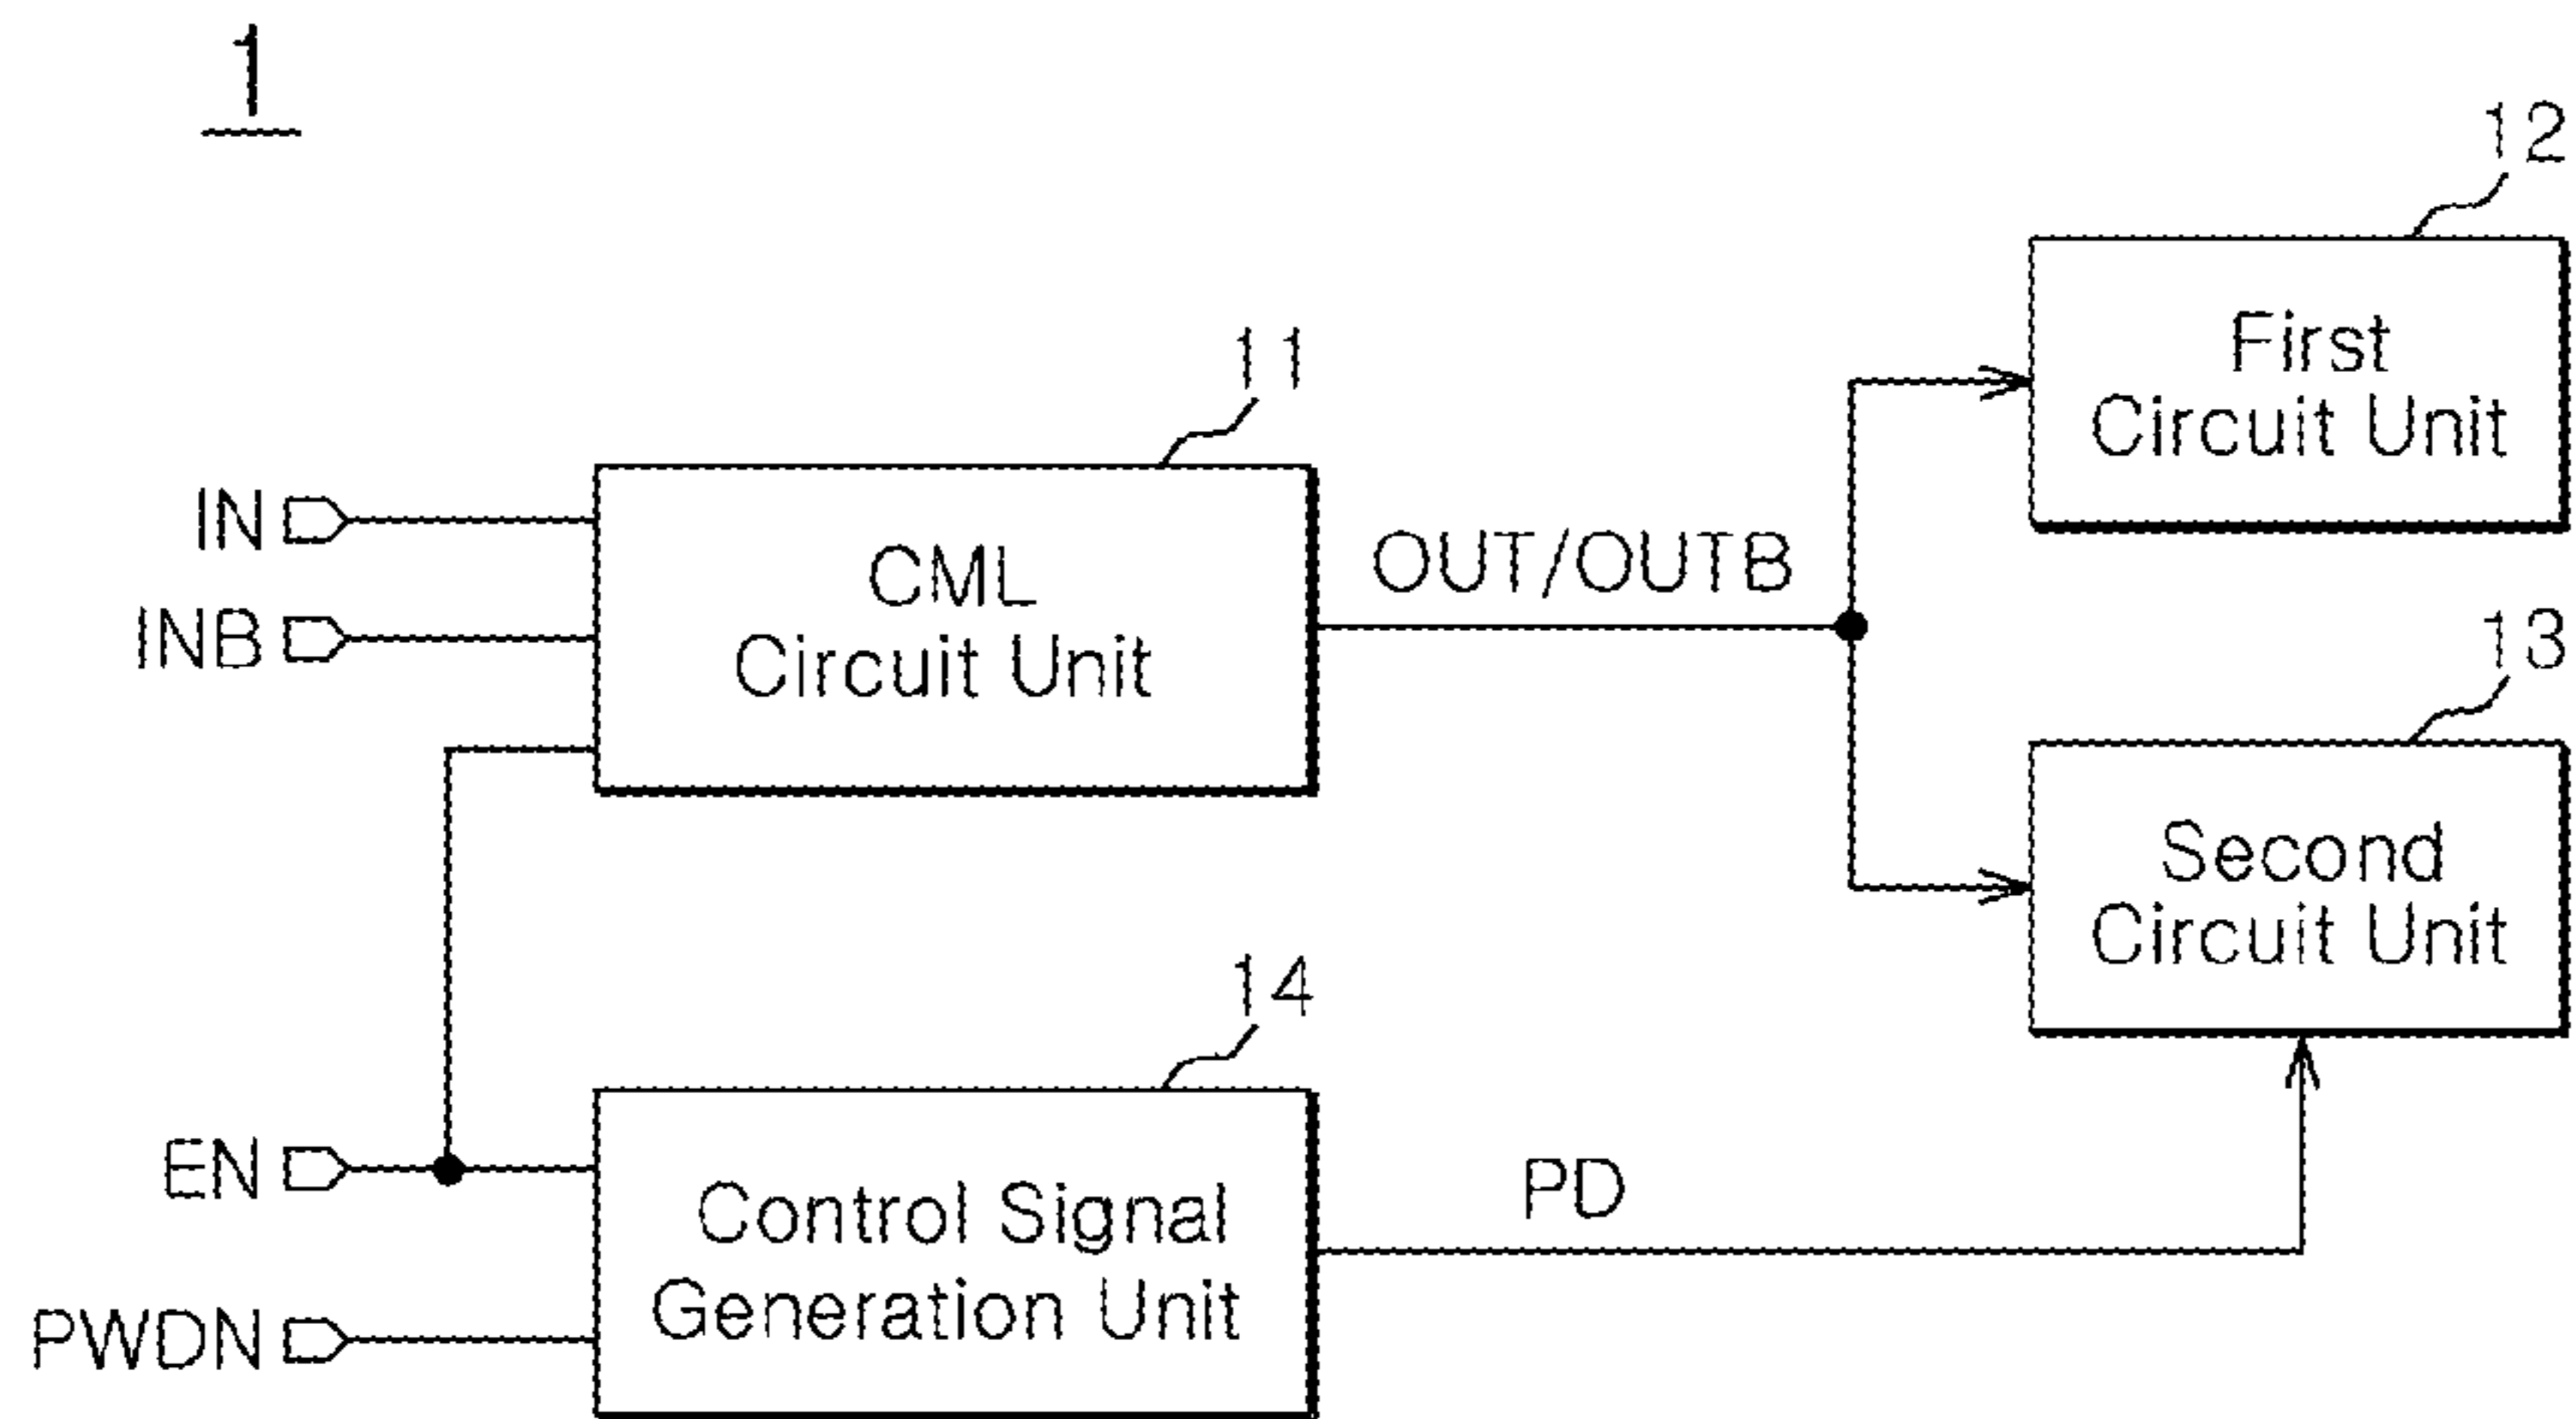 1
12
First
Circuit Unit
11
IN
INB
CML
Circuit Unit
OUT/OUTB
13
Second
Circuit Unit
14
EN
PWDN
Control Signal
Generation Unit
PD